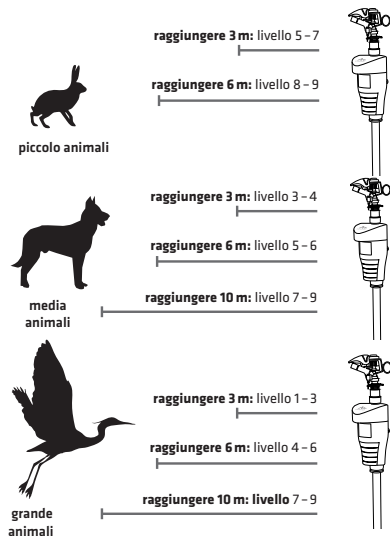 raggiungere 3 m: livello 5 – 7
raggiungere 6 m: livello 8 – 9
piccolo animali
raggiungere 3 m: livello 3 – 4
raggiungere 6 m: livello 5 – 6
raggiungere 10 m: livello 7 – 9
media
animali
raggiungere 3 m: livello 1 – 3
raggiungere 6 m: livello 4 – 6
raggiungere 10 m: livello 7 – 9
grande
animali